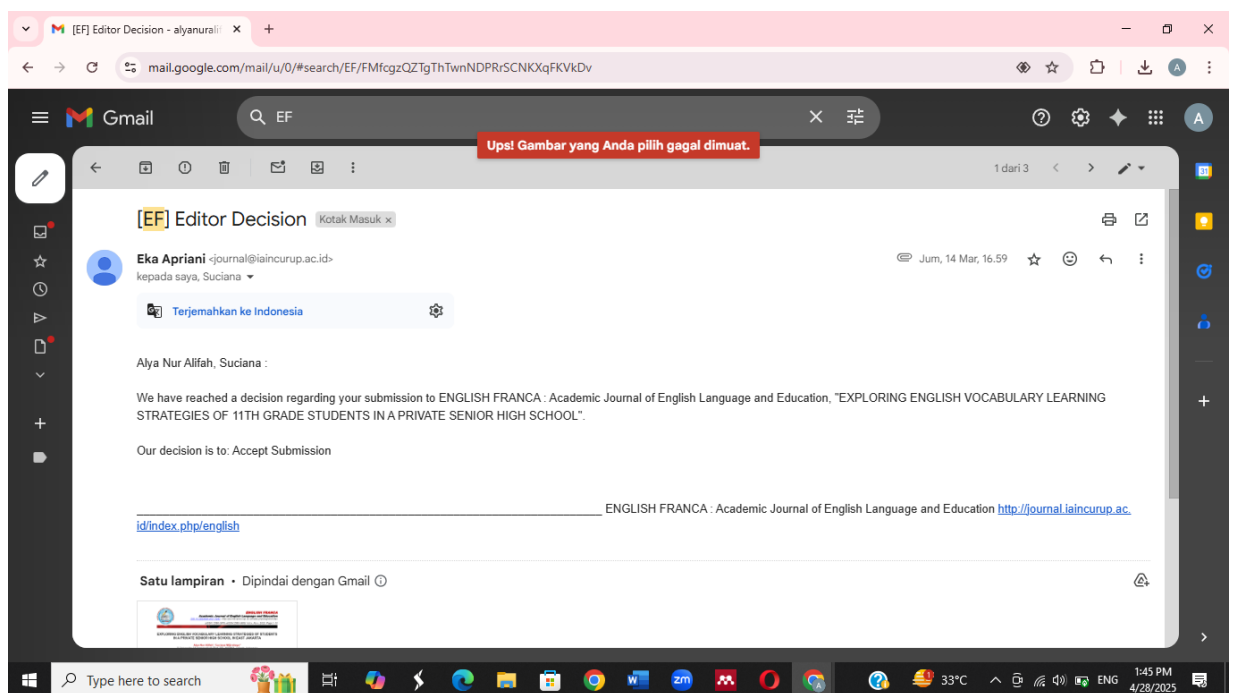 [EF] Editor Decision - alyanuralif
mail.google.com/mail/u/0/#search/EF/FMfcgzQZTgThTwnNDPRrSCNKXqFKVkDv
A
Gmail
EF
A
Ups! Gambar yang Anda pilih gagal dimuat.
1 dari 3
31
[EF] Editor Decision Kotak Masuk ×
Eka Apriani <journal@iaincurup.ac.id>
Jum, 14 Mar, 16.59
kepada saya, Suciana
Terjemahkan ke Indonesia
Alya Nur Alifah, Suciana :
We have reached a decision regarding your submission to ENGLISH FRANCA : Academic Journal of English Language and Education, "EXPLORING ENGLISH VOCABULARY LEARNING
STRATEGIES OF 11TH GRADE STUDENTS IN A PRIVATE SENIOR HIGH SCHOOL".
Our decision is to: Accept Submission
ENGLISH FRANCA : Academic Journal of English Language and Education http://journal.iaincurup.ac.
id/index.php/english
Satu lampiran • Dipindai dengan Gmail
ENGLISH FRANCA
Type here to search
zm
33°C
ENG
1:45 PM
4/28/2025